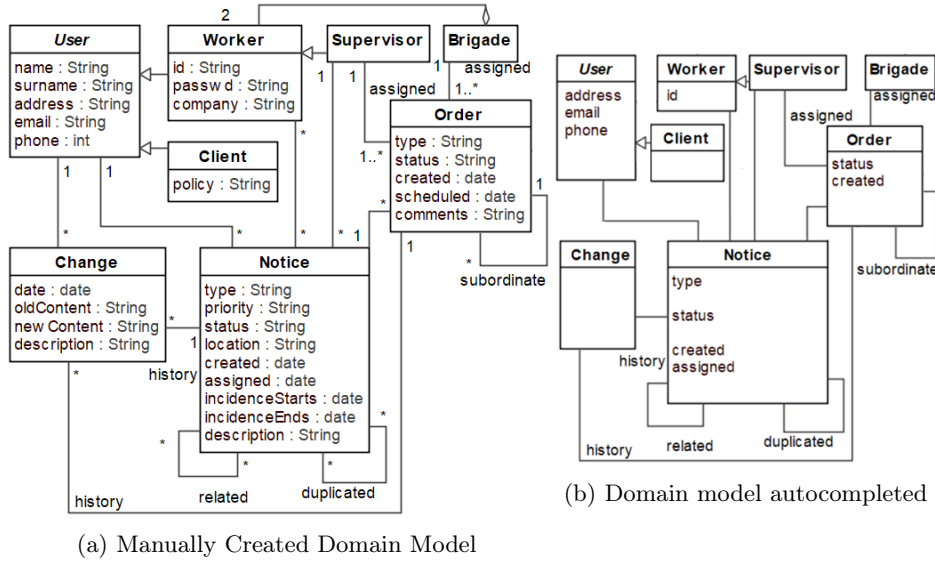 2
User
name : String
surname : String
address : String
email : String
phone : int
Worker
id : String
passwd : String
company : String
Supervisor
Brigade
1
1
1
assigned
assigned
1..*
1..*
Client
policy : String
Order
type : String
status : String
created : date
scheduled : date
comments : String
1
1
*
1
*
*
*
*
*
1
1
*
subordinate
Change
date : date
oldContent : String
newContent : String
description : String
*
1
history
*
Notice
type : String
priority : String
status : String
location : String
created : date
assigned : date
incidenceStarts : date
incidenceEnds : date
description : String
*
*
*
*
related
duplicated
history
(a) Manually Created Domain Model
User
address
email
phone
Worker
id
Supervisor
Brigade
assigned
assigned
Client
Order
status
created
subordinate
Change
Notice
type
status
created
assigned
history
related
duplicated
history
(b) Domain model autocompleted